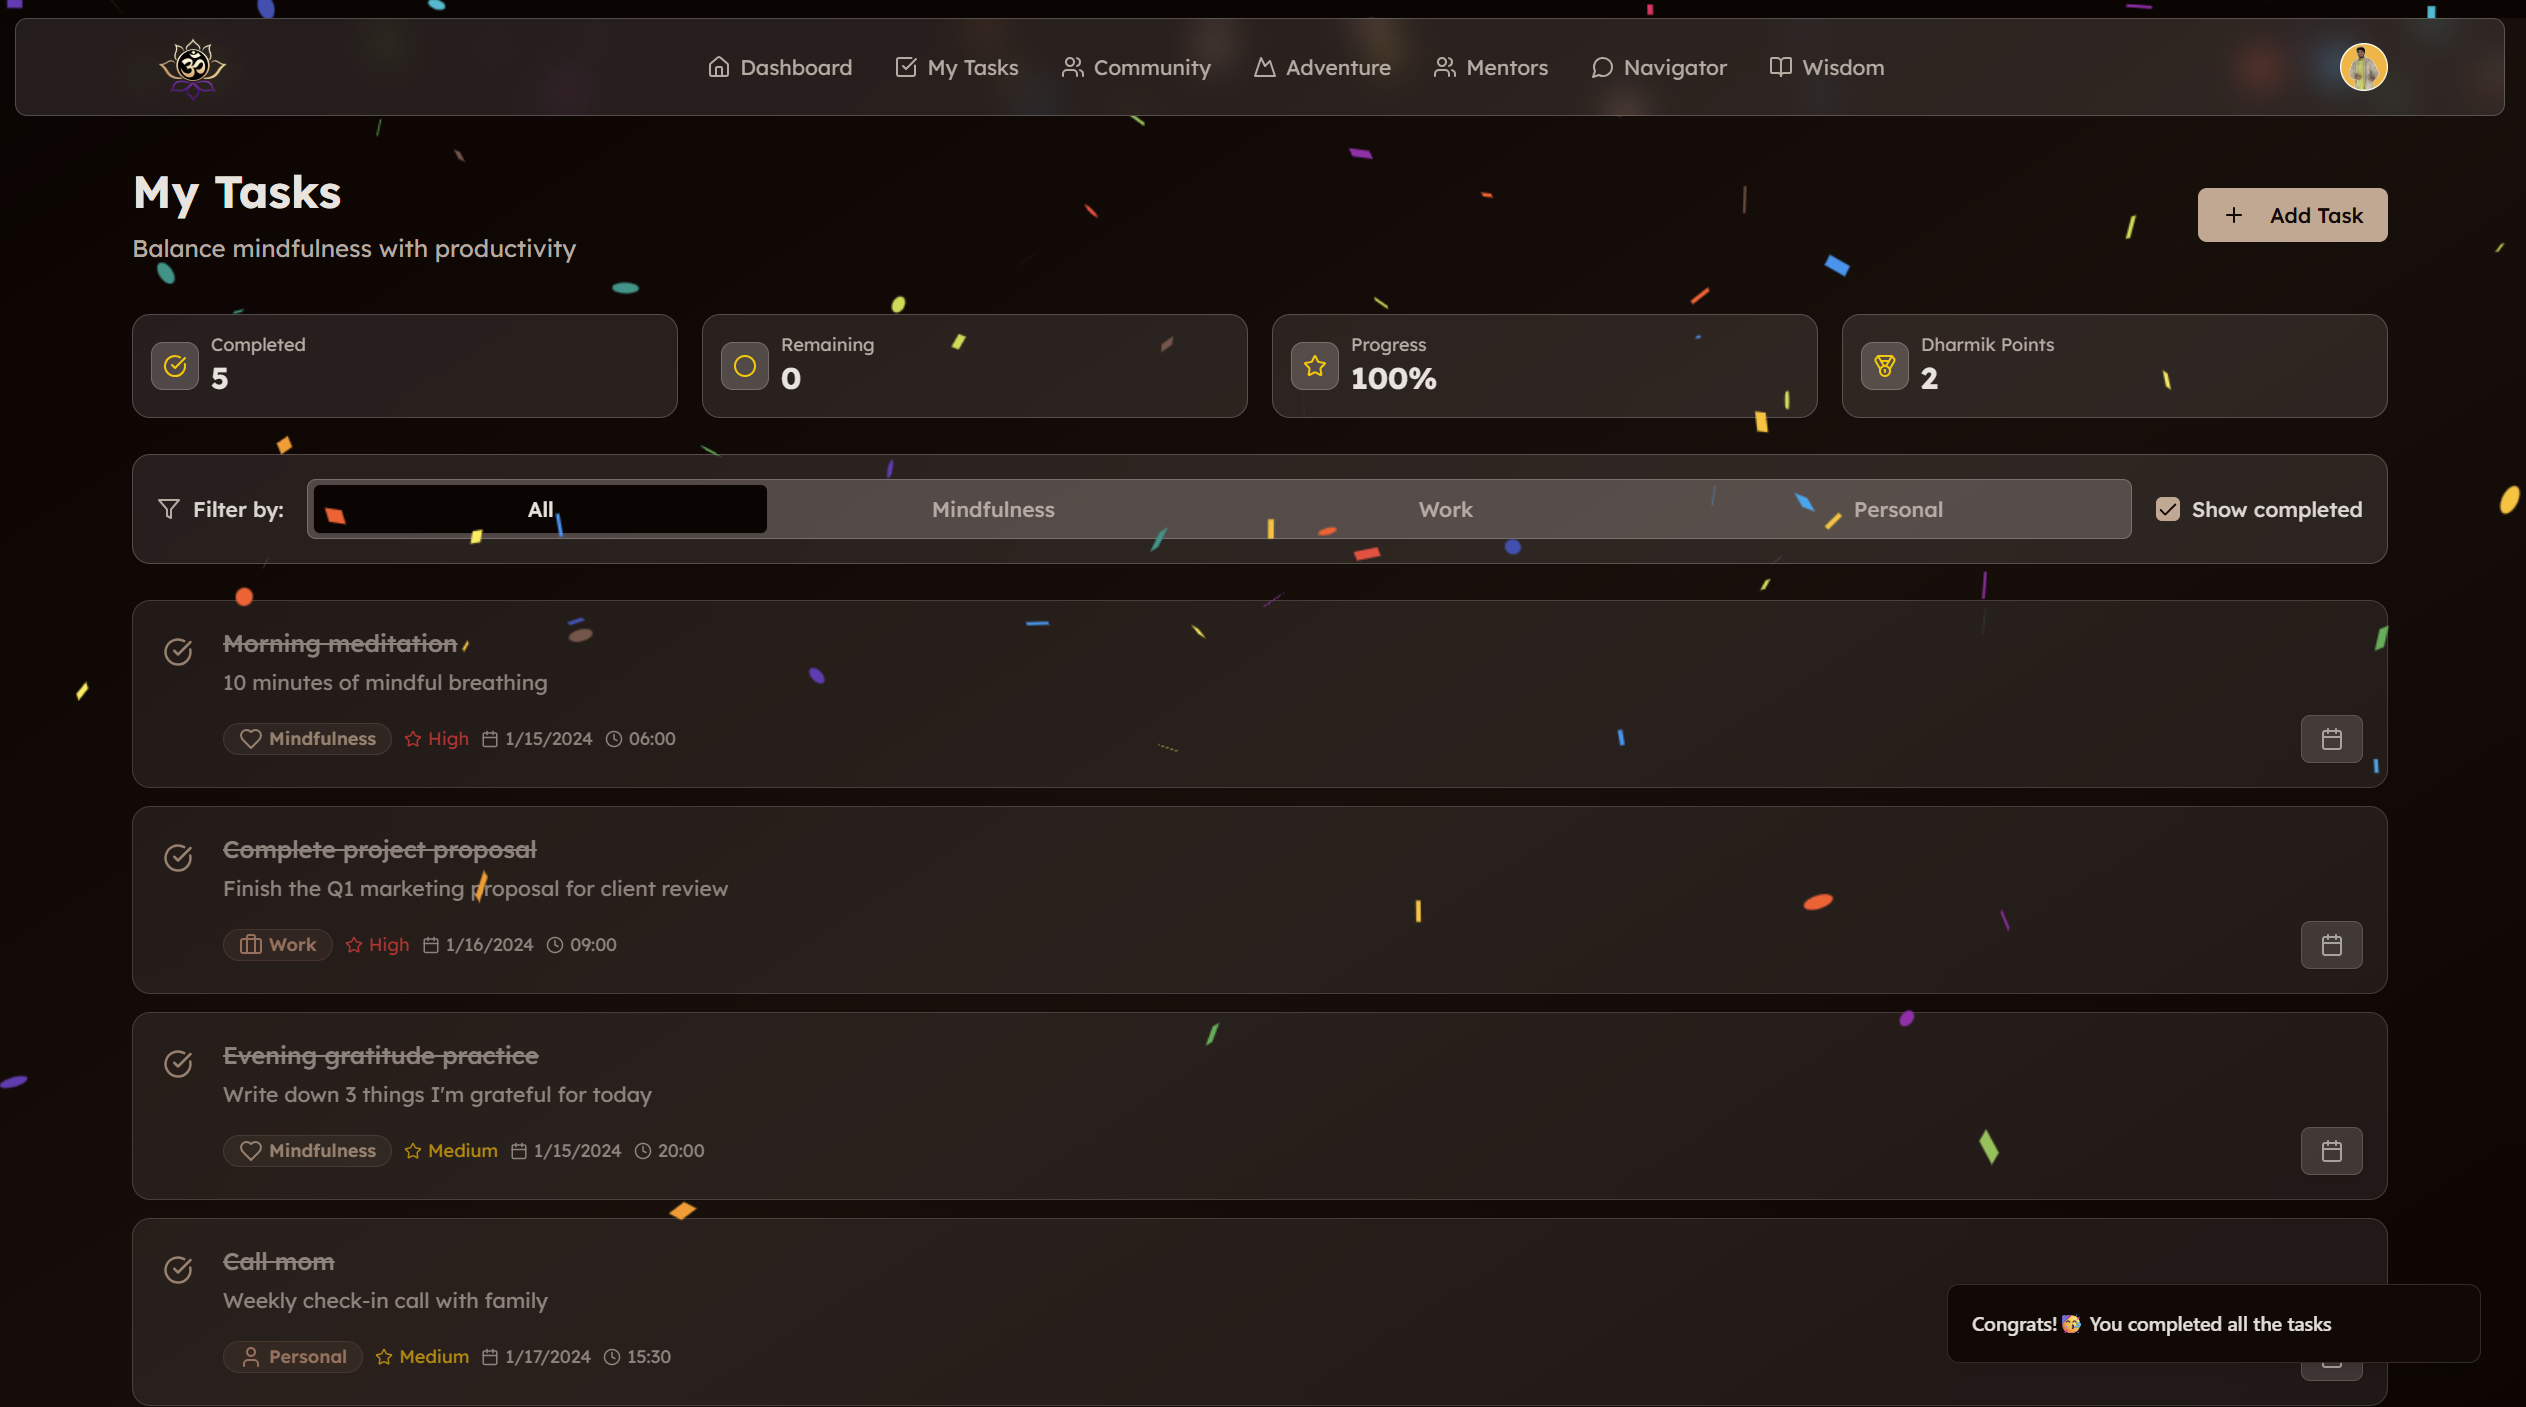 ॐ
Dashboard
My Tasks
Community
Adventure
Mentors
Navigator
Wisdom
My Tasks
Balance mindfulness with productivity
Add Task
Completed
5
Remaining
0
Progress
100%
Dharmik Points
2
Filter by:
All
Mindfulness
Work
Personal
Show completed
Morning meditation
10 minutes of mindful breathing
Mindfulness High 1/15/2024 06:00
Complete project proposal
Finish the Q1 marketing proposal for client review
Work High 1/16/2024 09:00
Evening gratitude practice
Write down 3 things I'm grateful for today
Mindfulness Medium 1/15/2024 20:00
Call mom
Weekly check-in call with family
Personal Medium 1/17/2024 15:30
Congrats!🥳 You completed all the tasks